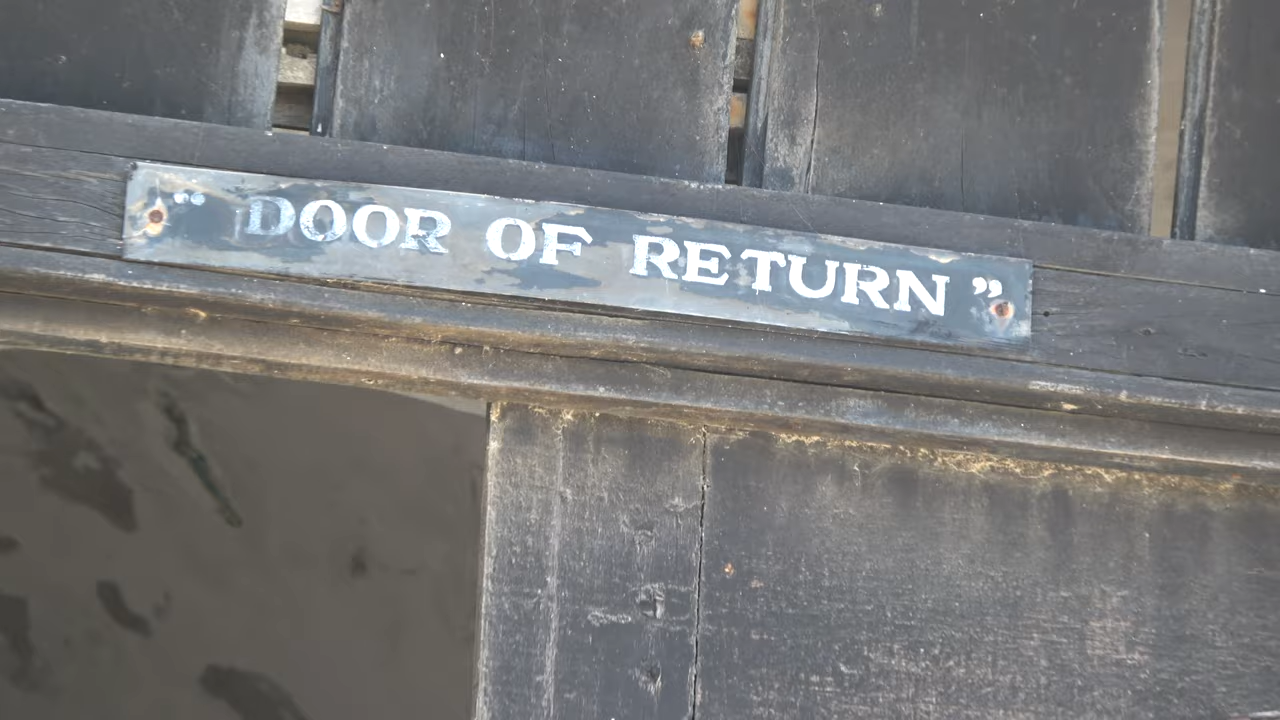 “ DOOR OF RETURN ”